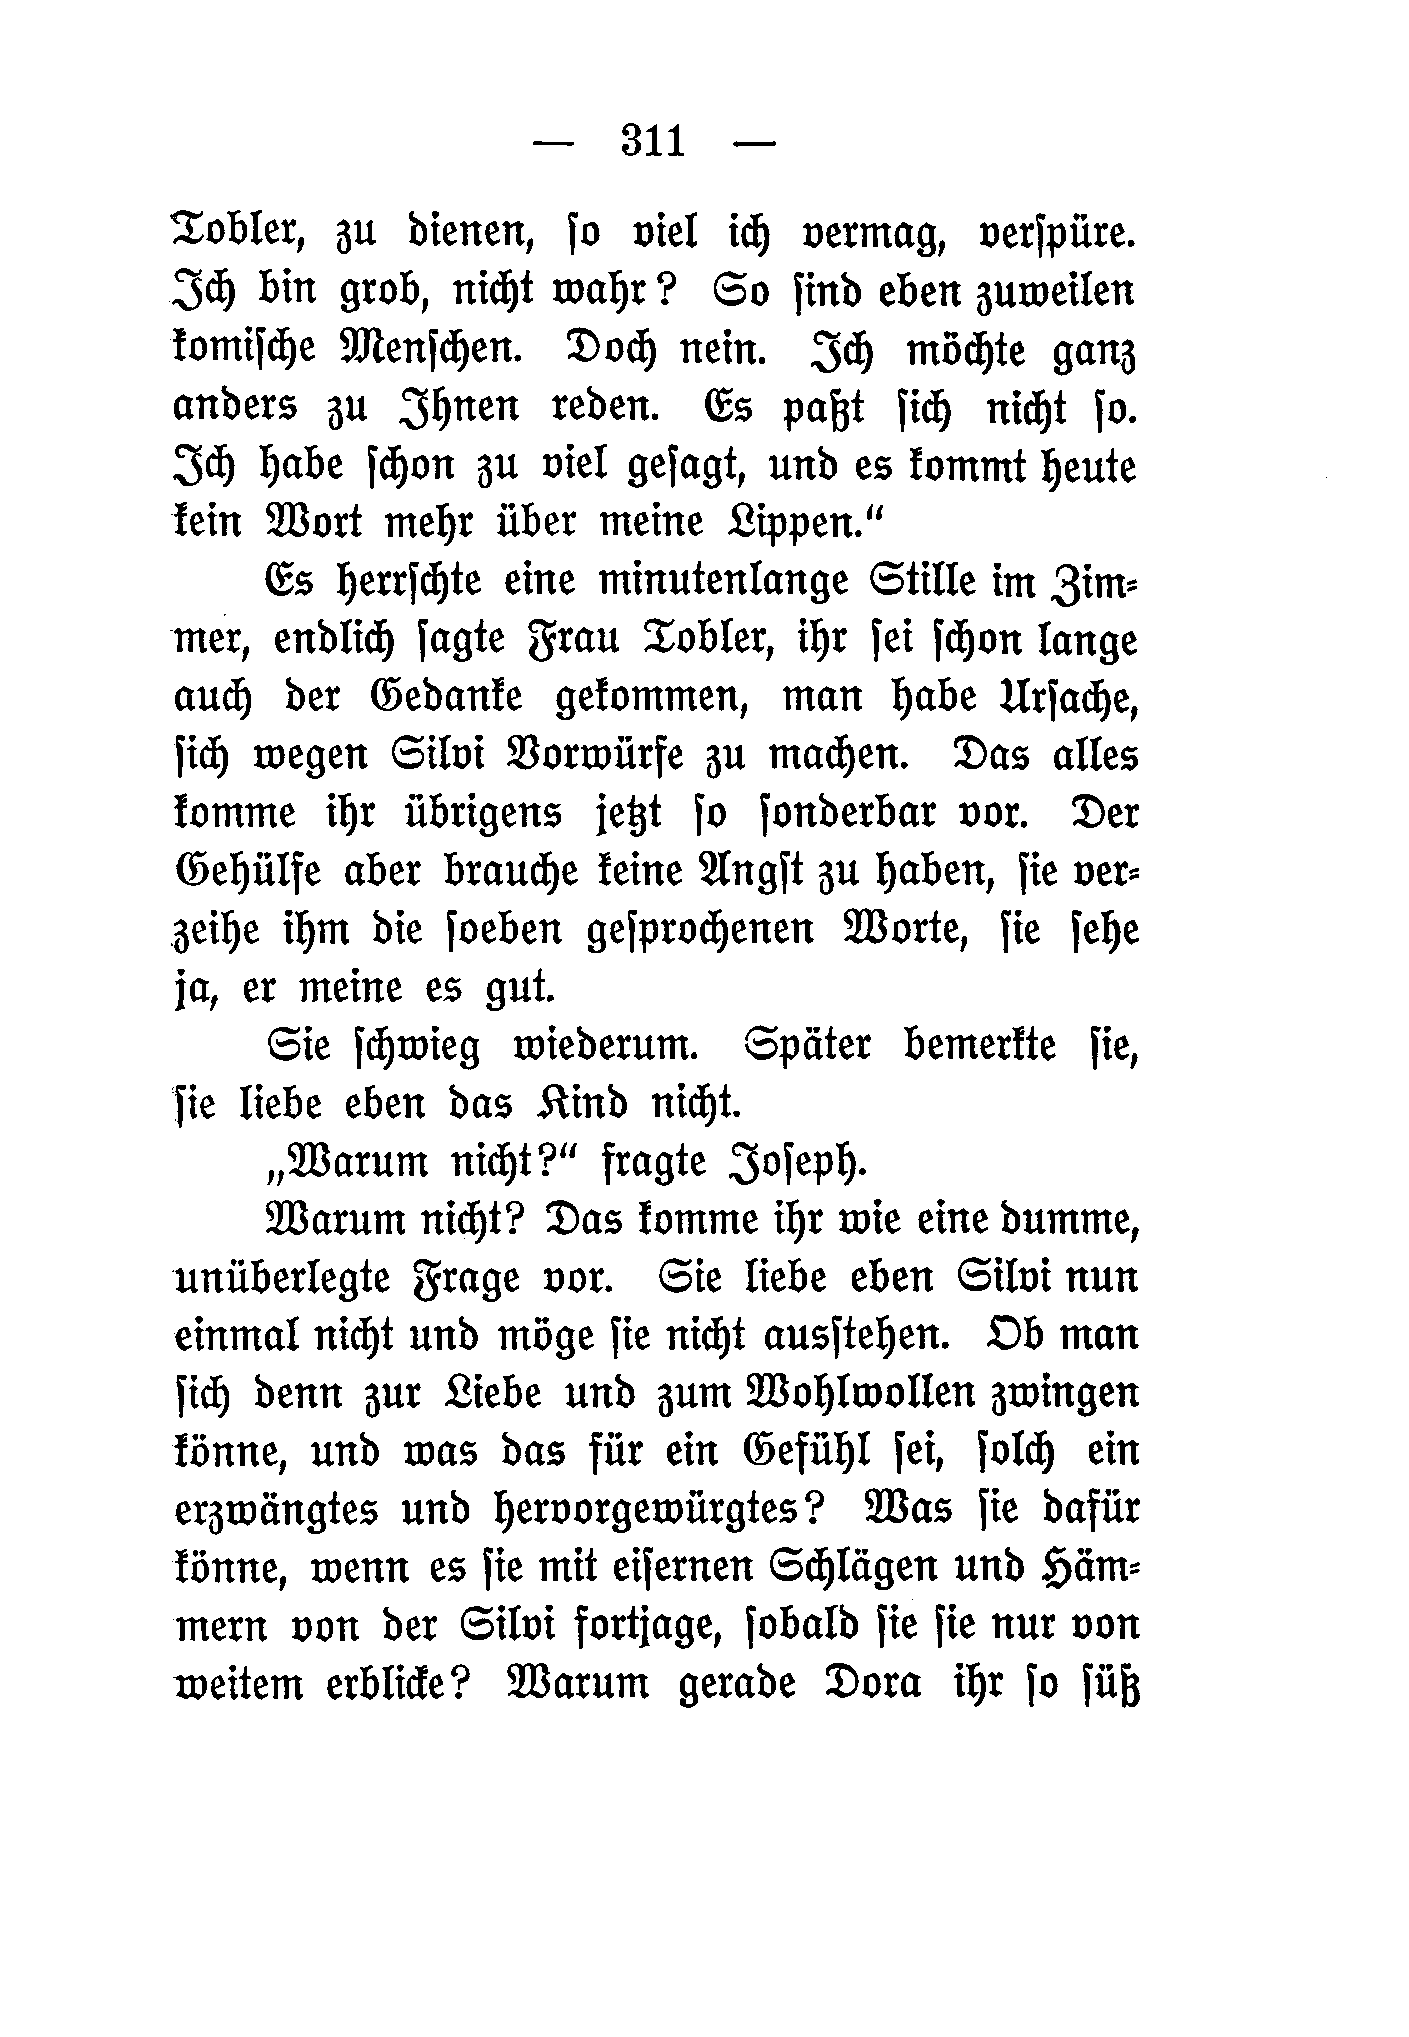 — 311 —
Tobler, zu dienen, ſo viel ich vermag, verſpüre.
Ich bin grob, nicht wahr? So ſind eben zuweilen
komiſche Menſchen. Doch nein. Ich möchte ganz
anders zu Ihnen reden. Es paßt ſich nicht ſo.
Ich habe ſchon zu viel geſagt, und es kommt heute
kein Wort mehr über meine Lippen.“
Es herrſchte eine minutenlange Stille im Zim⸗
mer, endlich ſagte Frau Tobler, ihr ſei ſchon lange
auch der Gedanke gekommen, man habe Urſache,
ſich wegen Silvi Vorwürfe zu machen. Das alles
komme ihr übrigens jetzt ſo ſonderbar vor. Der
Gehülfe aber brauche keine Angſt zu haben, ſie ver⸗
zeihe ihm die ſoeben geſprochenen Worte, ſie ſehe
ja, er meine es gut.
Sie ſchwieg wiederum. Später bemerkte ſie,
ſie liebe eben das Kind nicht.
„Warum nicht?“ fragte Joſeph.
Warum nicht? Das komme ihr wie eine dumme,
unüberlegte Frage vor. Sie liebe eben Silvi nun
einmal nicht und möge ſie nicht ausſtehen. Ob man
ſich denn zur Liebe und zum Wohlwollen zwingen
könne, und was das für ein Gefühl ſei, ſolch ein
erzwängtes und hervorgewürgtes? Was ſie dafür
könne, wenn es ſie mit eiſernen Schlägen und Häm⸗
mern von der Silvi fortjage, ſobald ſie ſie nur von
weitem erblicke? Warum gerade Dora ihr ſo ſüß